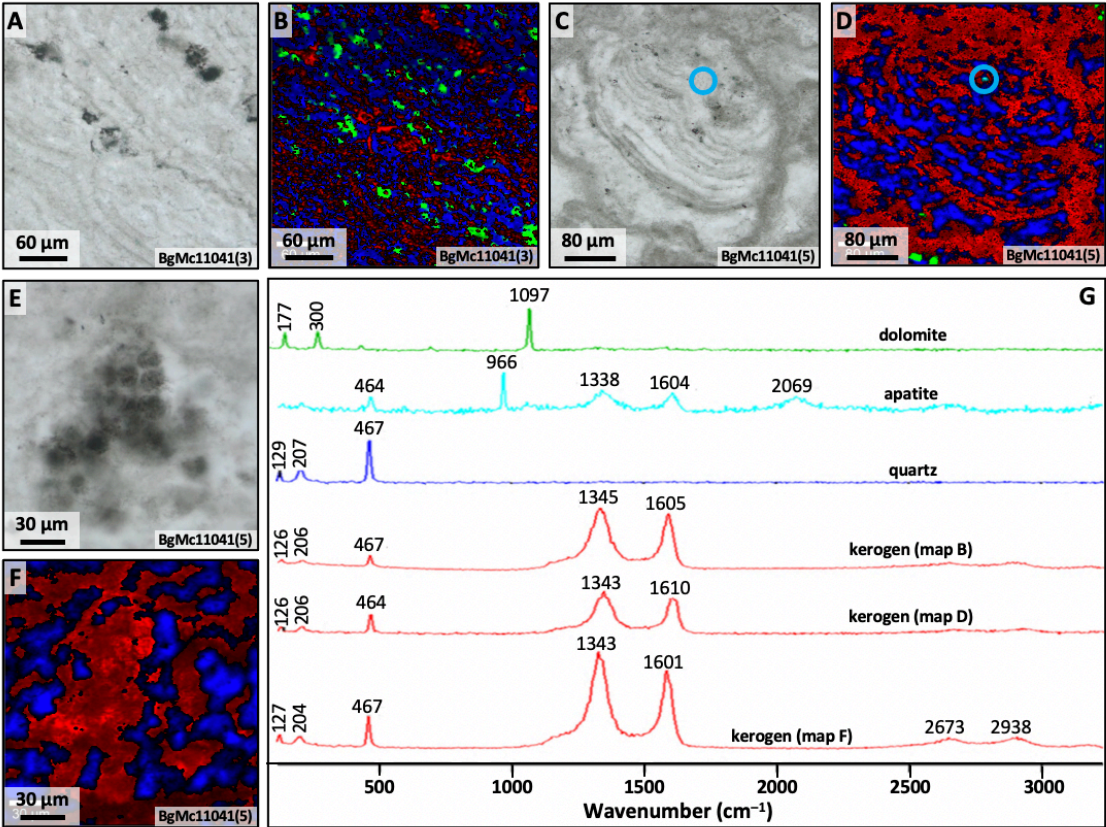 A
60 µm
BgMc11041(3)
B
60 µm
BgMc11041(3)
C
80 µm
BgMc11041(5)
D
80 µm
BgMc11041(5)
E
30 µm
BgMc11041(5)
F
30 µm
BgMc11041(5)
G
177 300 1097
dolomite
464 966 1338 1604 2069
apatite
129 207 467
quartz
126 206 467 1345 1605
kerogen (map B)
126 206 464 1343 1610
kerogen (map D)
127 204 467 1343 1601 2673 2938
kerogen (map F)
500 1000 1500 2000 2500 3000
Wavenumber (cm⁻¹)